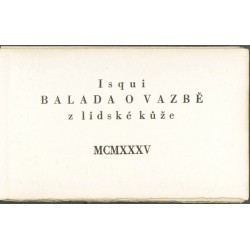 Isqui
BALADA O VAZBĚ
z lidské kůže
MCMXXXV